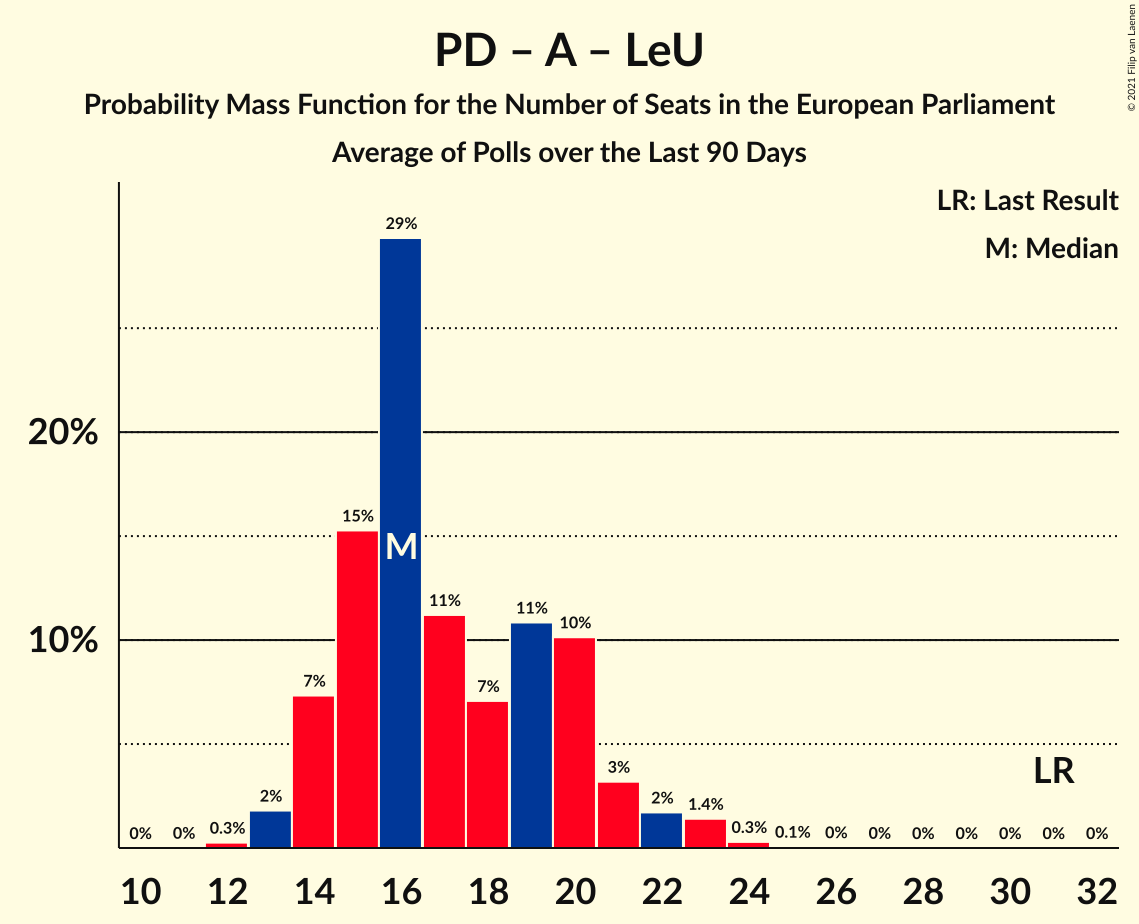 PD – A – LeU
Probability Mass Function for the Number of Seats in the European Parliament
Average of Polls over the Last 90 Days
© 2021 Filip van Laenen
LR: Last Result
M: Median
29%
20%
15%
M
11%
11%
10%
10%
7%
7%
LR
3%
2%
2%
1.4%
0% 0% 0.3% 0.3% 0.1% 0% 0% 0% 0% 0% 0% 0%
10 12 14 16 18 20 22 24 26 28 30 32